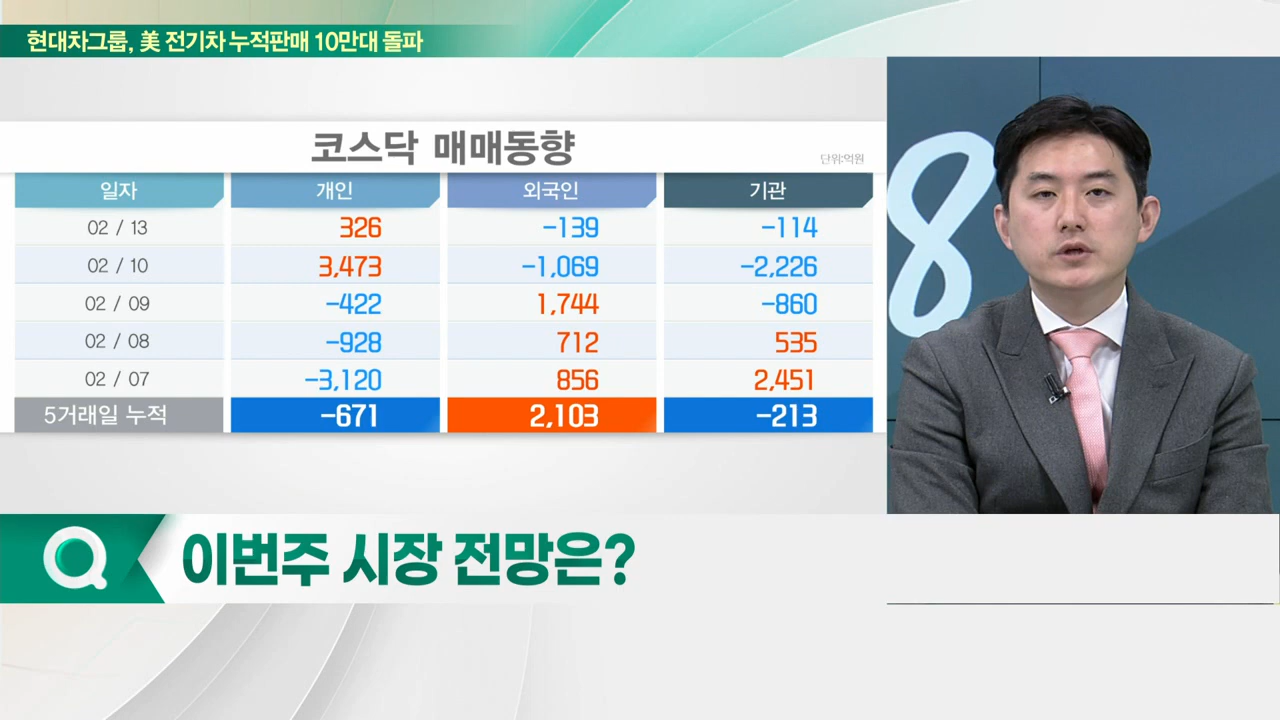 현대차그룹, 美 전기차 누적판매 10만대 돌파
코스닥 매매동향
단위:억원
일자 개인 외국인 기관
02 / 13 326 -139 -114
02 / 10 3,473 -1,069 -2,226
02 / 09 -422 1,744 -860
02 / 08 -928 712 535
02 / 07 -3,120 856 2,451
5거래일 누적 -671 2,103 -213
8
Q 이번주 시장 전망은?